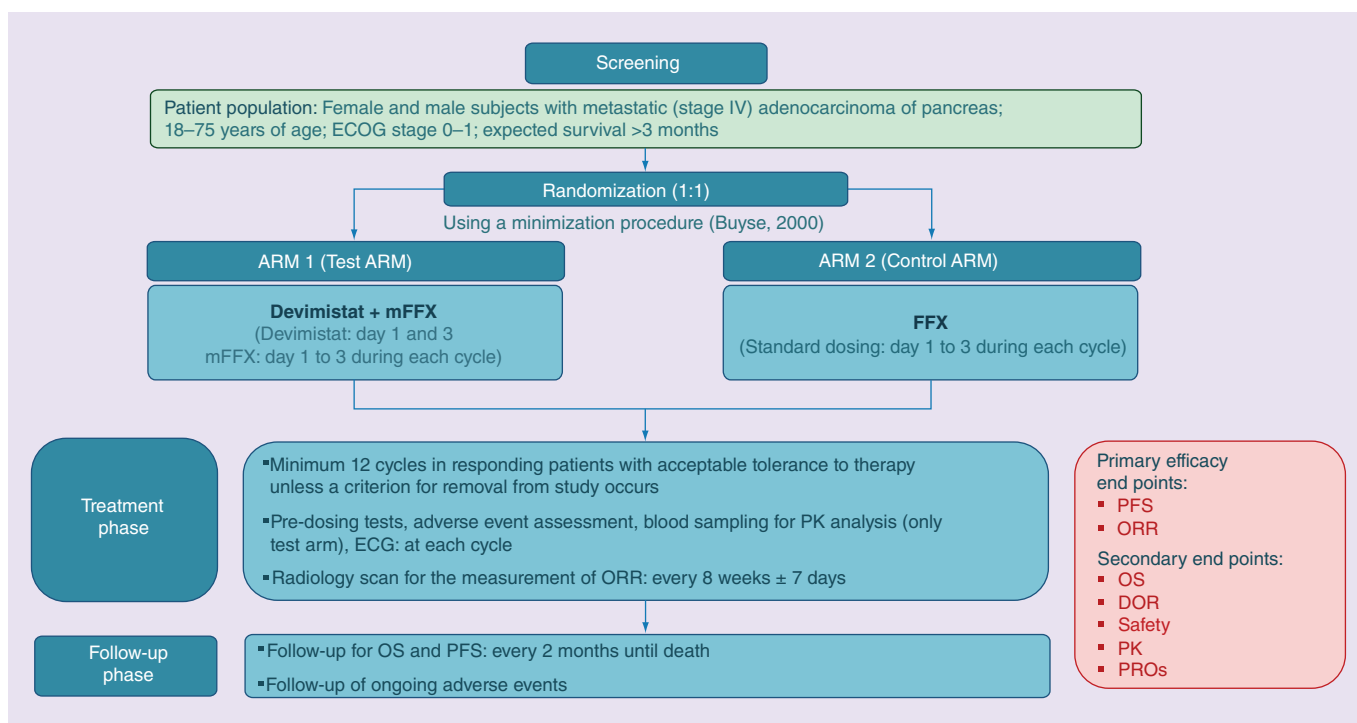 Screening
Patient population: Female and male subjects with metastatic (stage IV) adenocarcinoma of pancreas;
18–75 years of age; ECOG stage 0–1; expected survival >3 months
Randomization (1:1)
Using a minimization procedure (Buyse, 2000)
ARM 1 (Test ARM)
Devimistat + mFFX
(Devimistat: day 1 and 3
mFFX: day 1 to 3 during each cycle)
ARM 2 (Control ARM)
FFX
(Standard dosing: day 1 to 3 during each cycle)
Treatment
phase
▪Minimum 12 cycles in responding patients with acceptable tolerance to therapy
unless a criterion for removal from study occurs
▪Pre-dosing tests, adverse event assessment, blood sampling for PK analysis (only
test arm), ECG: at each cycle
▪Radiology scan for the measurement of ORR: every 8 weeks ± 7 days
Primary efficacy
end points:
▪ PFS
▪ ORR
Secondary end points:
▪ OS
▪ DOR
▪ Safety
▪ PK
▪ PROs
Follow-up
phase
▪Follow-up for OS and PFS: every 2 months until death
▪Follow-up of ongoing adverse events